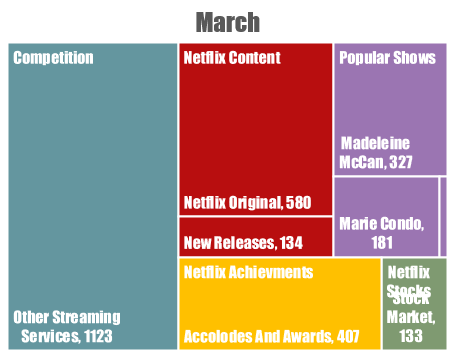 March
Competition
Netflix Content
Popular Shows
Madeleine
McCan, 327
Netflix Original, 580
Marie Condo,
181
New Releases, 134
Netflix Achievments
Netflix
Stocks
Stock
Market,
133
Other Streaming
Services, 1123
Accolodes And Awards, 407